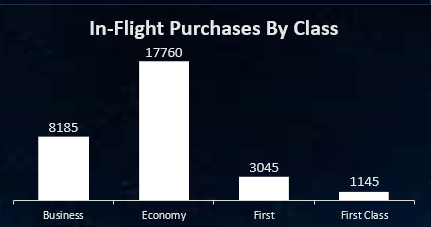 In-Flight Purchases By Class
17760
8185
3045
1145
Business
Economy
First
First Class